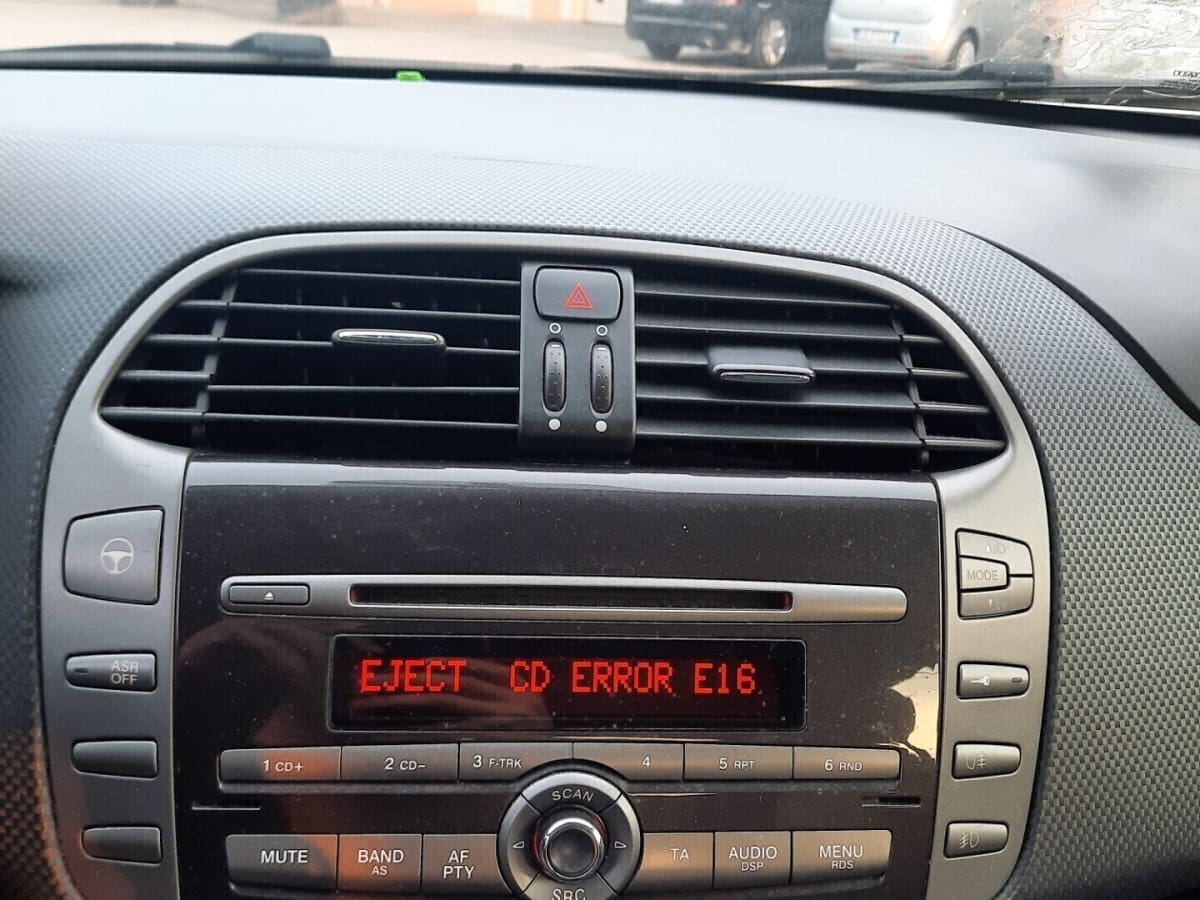 MODE
ASR
OFF
EJECT CD ERROR E16
1 CD+
2 CD-
3 F-TRK
4
5 RPT
6 RND
SCAN
MUTE
BAND
AS
AF
PTY
TA
AUDIO
DSP
MENU
RDS
SRC